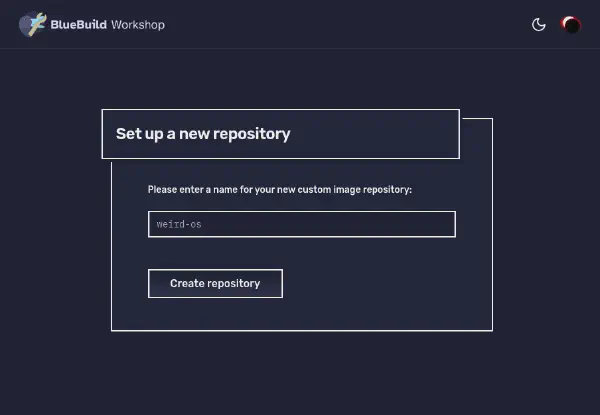 BlueBuild Workshop
Set up a new repository
Please enter a name for your new custom image repository:
weird-os
Create repository